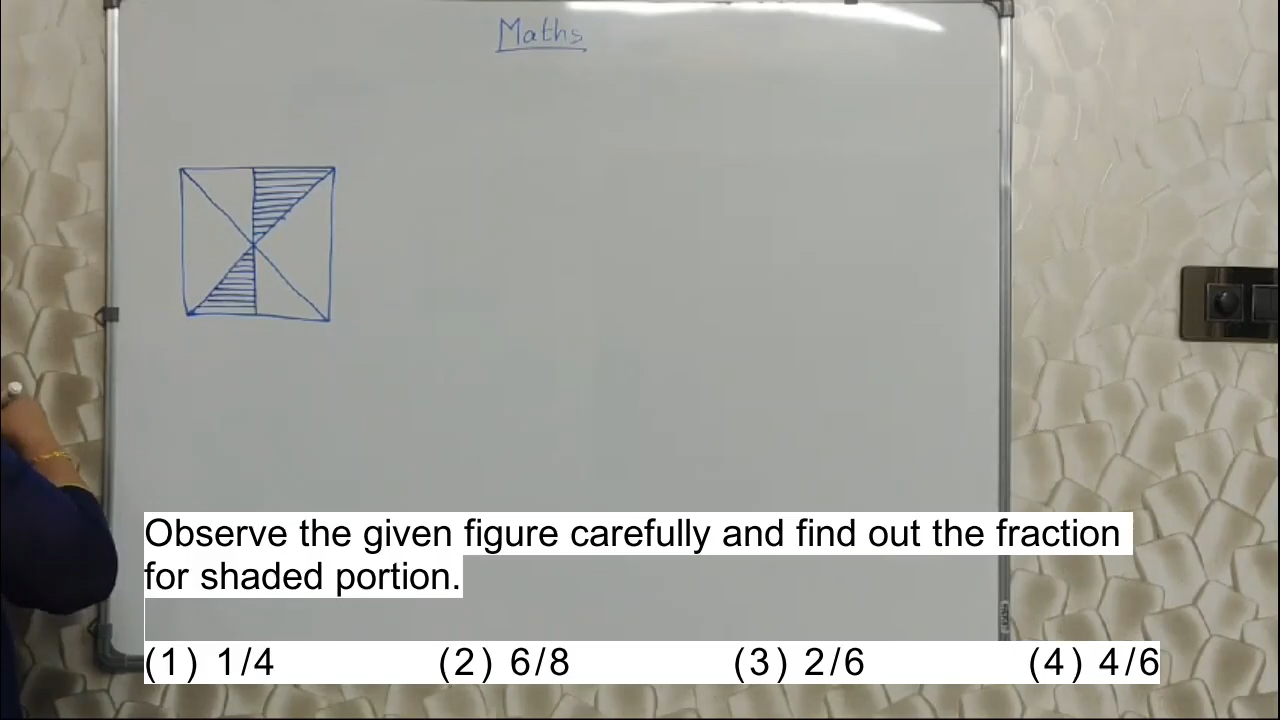 Maths
Observe the given figure carefully and find out the fraction
for shaded portion.
(1) 1/4 (2) 6/8 (3) 2/6 (4) 4/6